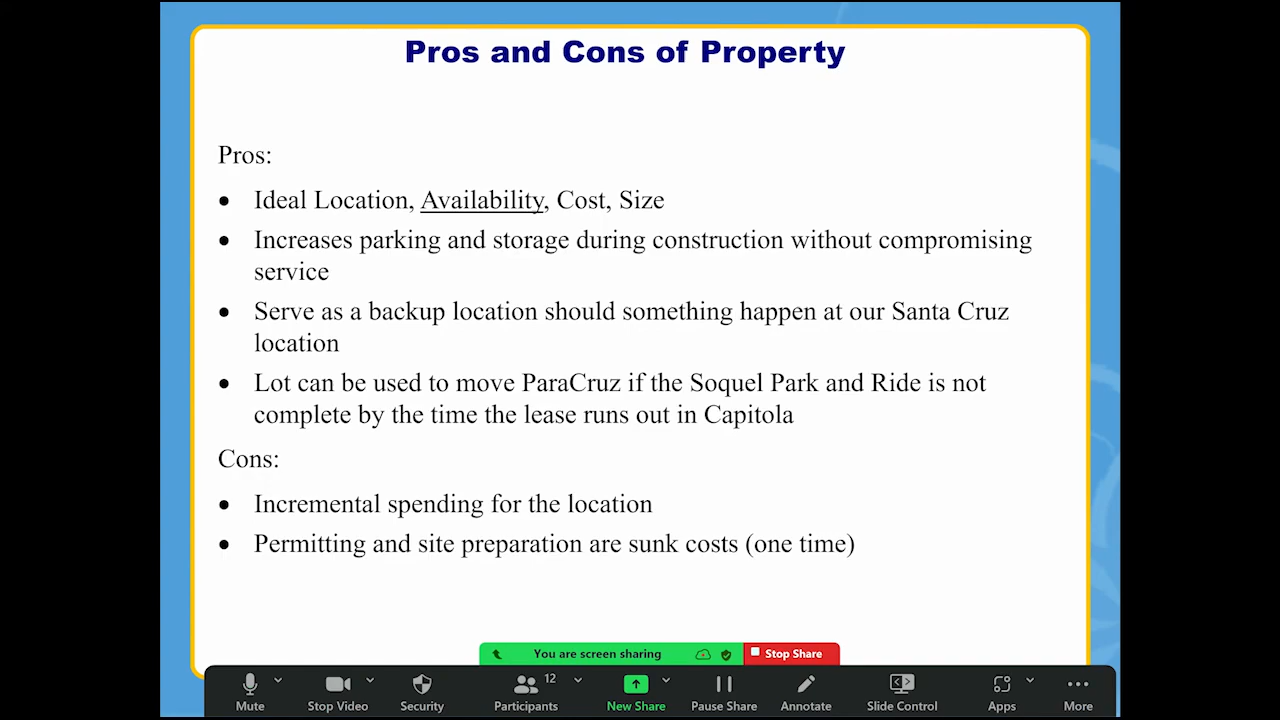 Pros and Cons of Property
Pros:
• Ideal Location, Availability, Cost, Size
• Increases parking and storage during construction without compromising
service
• Serve as a backup location should something happen at our Santa Cruz
location
• Lot can be used to move ParaCruz if the Soquel Park and Ride is not
complete by the time the lease runs out in Capitola
Cons:
• Incremental spending for the location
• Permitting and site preparation are sunk costs (one time)
You are screen sharing Stop Share
12
Mute Stop Video Security Participants New Share Pause Share Annotate Slide Control Apps More